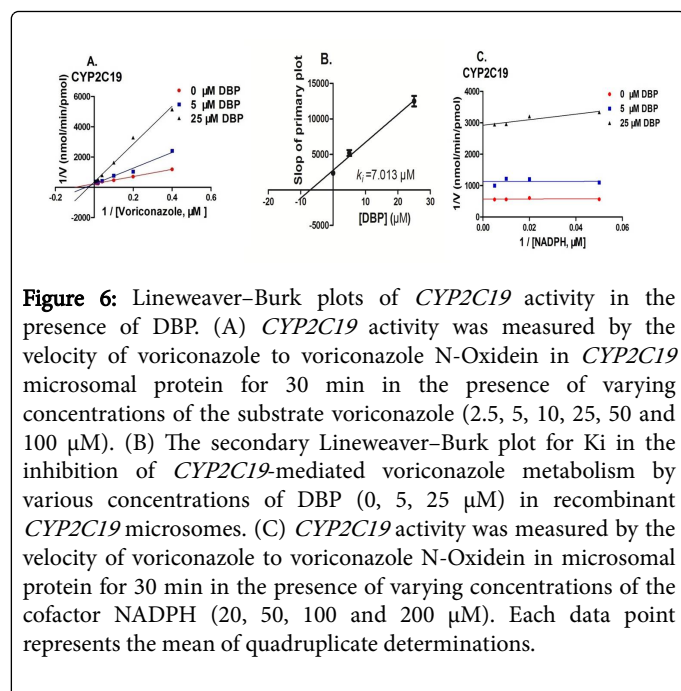 A.
CYP2C19
0 µM DBP
5 µM DBP
25 µM DBP
1/V (nmol/min/pmol)
6000
4000
2000
-2000
-0.2
0.0
0.2
0.4
0.6
1 / [Voriconazole, µM ]
B.
Slop of primary plot
15000
10000
5000
-5000
-10
0
10
20
30
ki =7.013 µM
[DBP] (µM)
C.
CYP2C19
0 µM DBP
5 µM DBP
25 µM DBP
1/V (nmol/min/pmol)
4000
3000
2000
1000
0
0.00
0.02
0.04
0.06
1 / [NADPH, µM]
Figure 6: Lineweaver–Burk plots of CYP2C19 activity in the
presence of DBP. (A) CYP2C19 activity was measured by the
velocity of voriconazole to voriconazole N-Oxidein in CYP2C19
microsomal protein for 30 min in the presence of varying
concentrations of the substrate voriconazole (2.5, 5, 10, 25, 50 and
100 μM). (B) The secondary Lineweaver–Burk plot for Ki in the
inhibition of CYP2C19-mediated voriconazole metabolism by
various concentrations of DBP (0, 5, 25 μM) in recombinant
CYP2C19 microsomes. (C) CYP2C19 activity was measured by the
velocity of voriconazole to voriconazole N-Oxidein in microsomal
protein for 30 min in the presence of varying concentrations of the
cofactor NADPH (20, 50, 100 and 200 μM). Each data point
represents the mean of quadruplicate determinations.